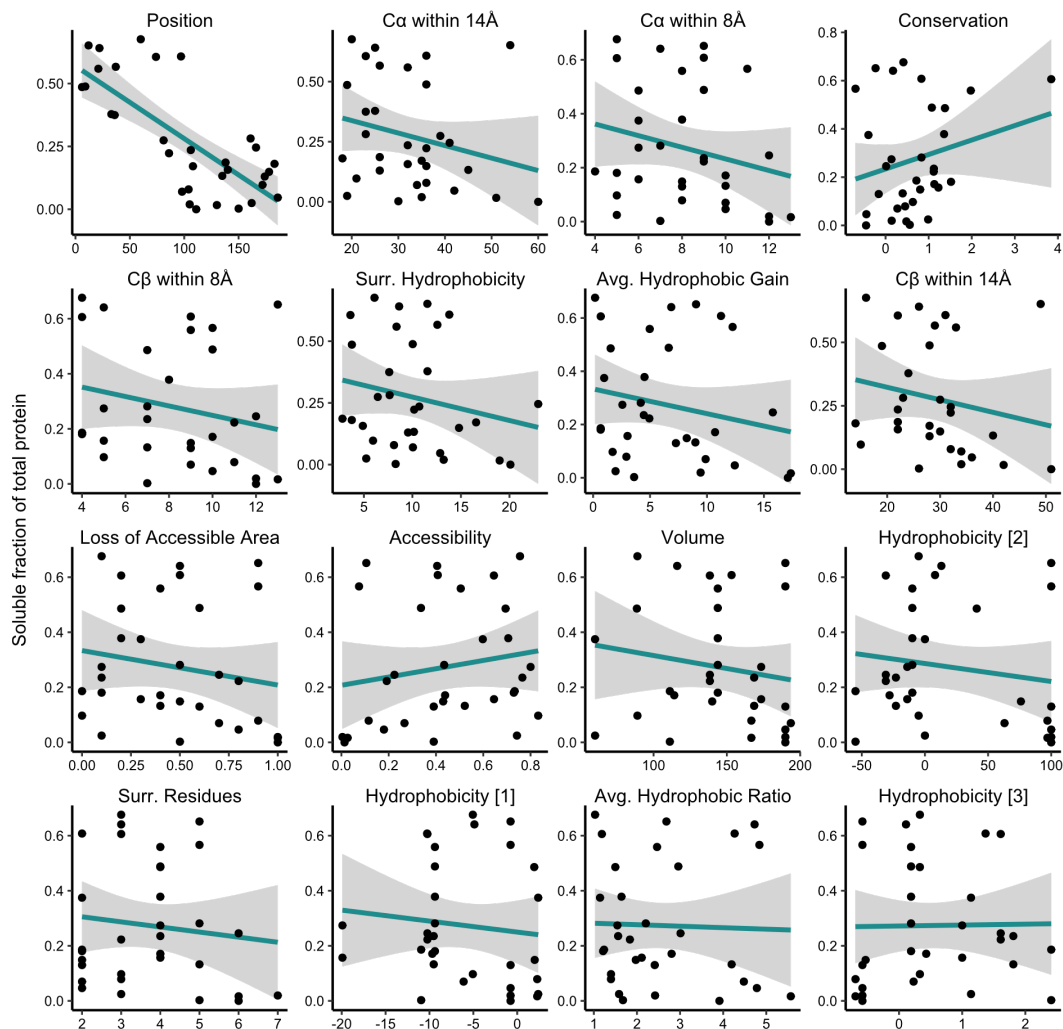 Position
Cα within 14Å
Cα within 8Å
Conservation
0.50
0.25
0.00
0 50 100 150
0.75
0.50
0.25
0.00
20 30 40 50 60
0.6
0.4
0.2
0.0
4 6 8 10 12
0.8
0.6
0.4
0.2
0.0
0 1 2 3 4
Cβ within 8Å
Surr. Hydrophobicity
Avg. Hydrophobic Gain
Cβ within 14Å
0.6
0.4
0.2
0.0
4 6 8 10 12
0.50
0.25
0.00
5 10 15 20
0.50
0.25
0.00
0 5 10 15
0.50
0.25
0.00
20 30 40 50
Loss of Accessible Area
Accessibility
Volume
Hydrophobicity [2]
0.6
0.4
0.2
0.0
0.00 0.25 0.50 0.75 1.00
0.6
0.4
0.2
0.0
0.0 0.2 0.4 0.6 0.8
0.6
0.4
0.2
0.0
100 150 200
0.6
0.4
0.2
0.0
-50 0 50 100
Surr. Residues
Hydrophobicity [1]
Avg. Hydrophobic Ratio
Hydrophobicity [3]
0.6
0.4
0.2
0.0
2 3 4 5 6 7
0.6
0.4
0.2
0.0
-20 -10 0
0.6
0.4
0.2
0.0
1 2 3 4 5
0.6
0.4
0.2
0.0
0 1 2
Soluble fraction of total protein